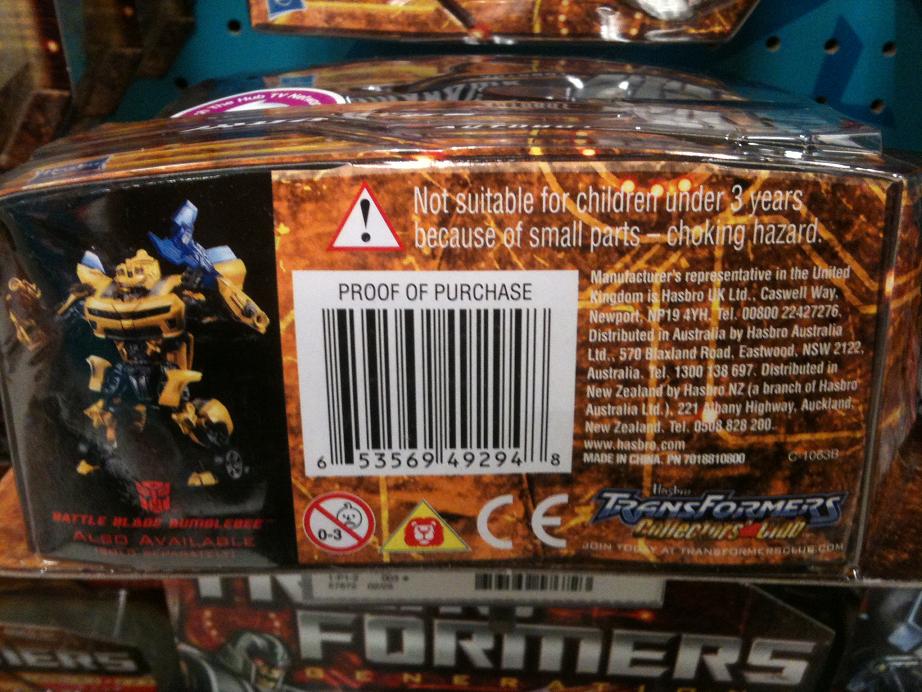 The Hub TV
Not suitable for children under 3 years
because of small parts – choking hazard.
PROOF OF PURCHASE
6 53569 49294 8
Manufacturer's representative in the United
Kingdom is Hasbro UK Ltd., Caswell Way,
Newport, NP19 4YH. Tel. 00800 22427276.
Distributed in Australia by Hasbro Australia
Ltd., 570 Blaxland Road, Eastwood, NSW 2122,
Australia. Tel. 1300 138 697. Distributed in
New Zealand by Hasbro NZ (a branch of Hasbro
Australia Ltd.), 221 Albany Highway, Auckland,
New Zealand. Tel. 0508 828 200.
www.hasbro.com
MADE IN CHINA. PN 7018810800
C-1063B
BATTLE BLADE BUMBLEBEE
ALSO AVAILABLE
(SOLD SEPARATELY)
0-3
CE
Hasbro
TRANSFORMERS
Collectors Club
JOIN TODAY AT TRANSFORMERSCLUB.COM
FORMERS